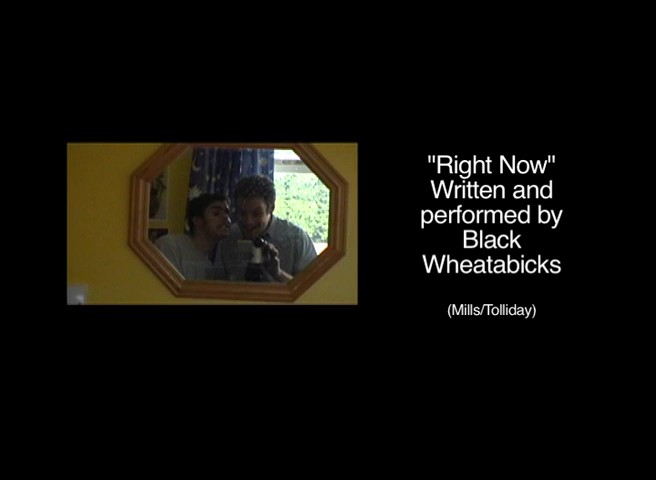 "Right Now"
Written and
performed by
Black
Wheatabicks
(Mills/Tolliday)